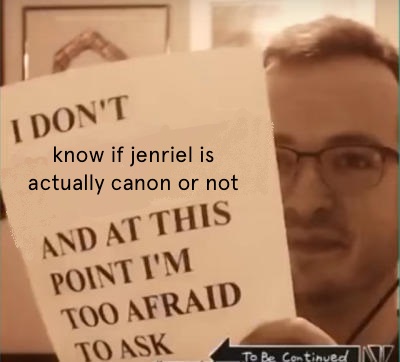 I DON'T
know if jenriel is
actually canon or not
AND AT THIS
POINT I'M
TOO AFRAID
TO ASK
To Be Continued